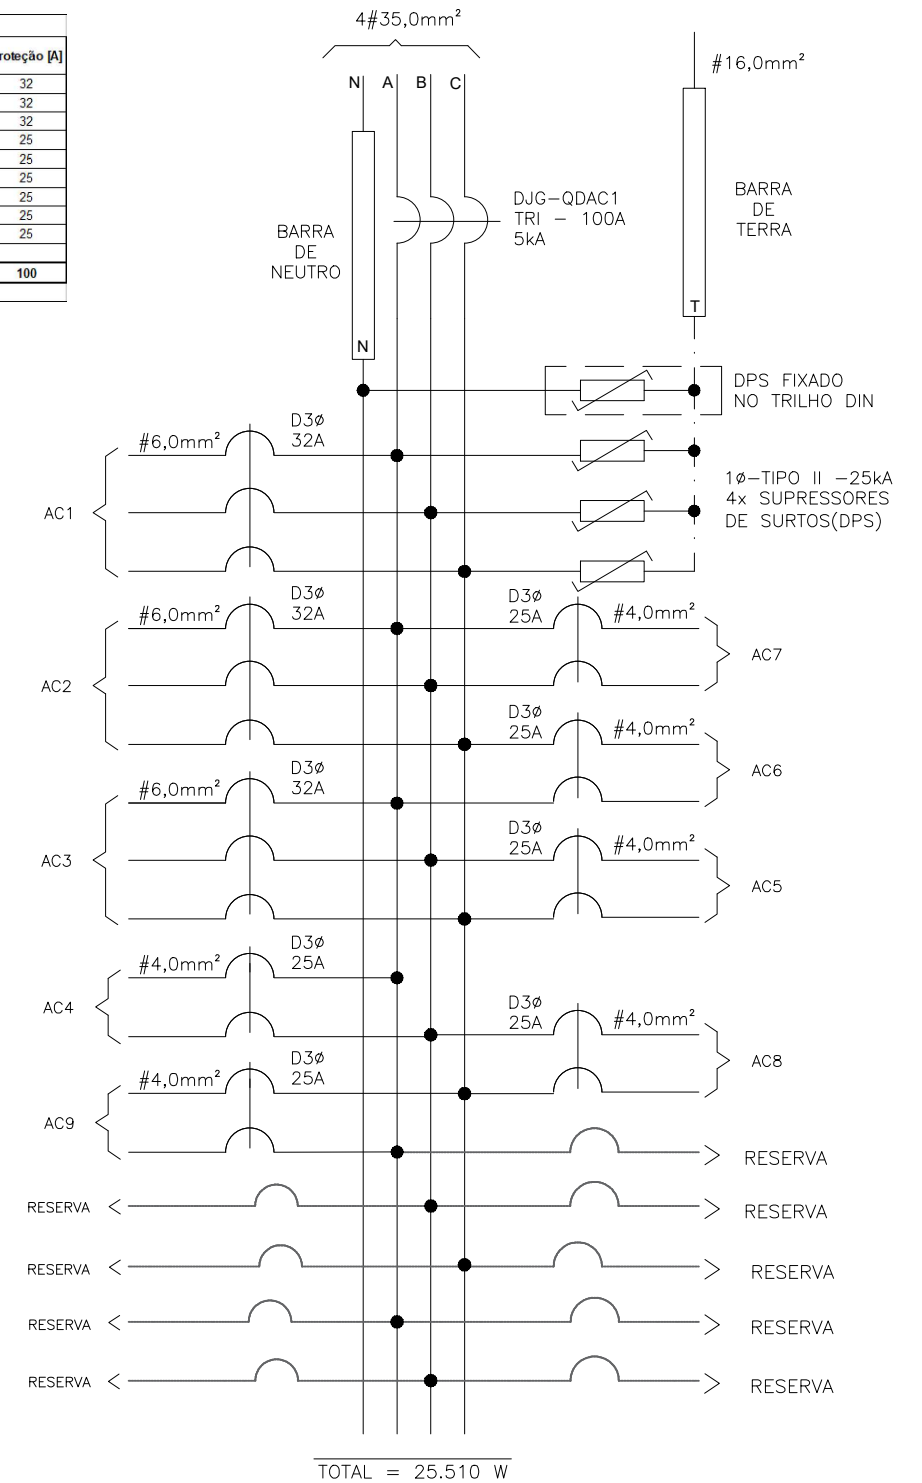 roteção [A]
32
32
32
25
25
25
25
25
25
100
4#35,0mm²
N
A
B
C
#16,0mm²
DJG-QDAC1
TRI - 100A
5kA
BARRA
DE
NEUTRO
N
BARRA
DE
TERRA
T
DPS FIXADO
NO TRILHO DIN
1ø-TIPO II -25kA
4x SUPRESSORES
DE SURTOS(DPS)
AC1
#6,0mm²
D3ø
32A
AC2
#6,0mm²
D3ø
32A
D3ø
25A
#4,0mm²
AC7
D3ø
25A
#4,0mm²
AC6
AC3
#6,0mm²
D3ø
32A
D3ø
25A
#4,0mm²
AC5
AC4
#4,0mm²
D3ø
25A
D3ø
25A
#4,0mm²
AC8
AC9
#4,0mm²
D3ø
25A
RESERVA
RESERVA
RESERVA
RESERVA
RESERVA
RESERVA
RESERVA
RESERVA
RESERVA
TOTAL = 25.510 W